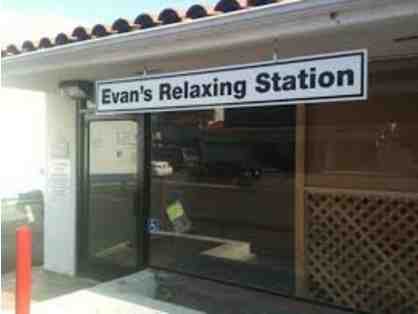 Evan's Relaxing Station